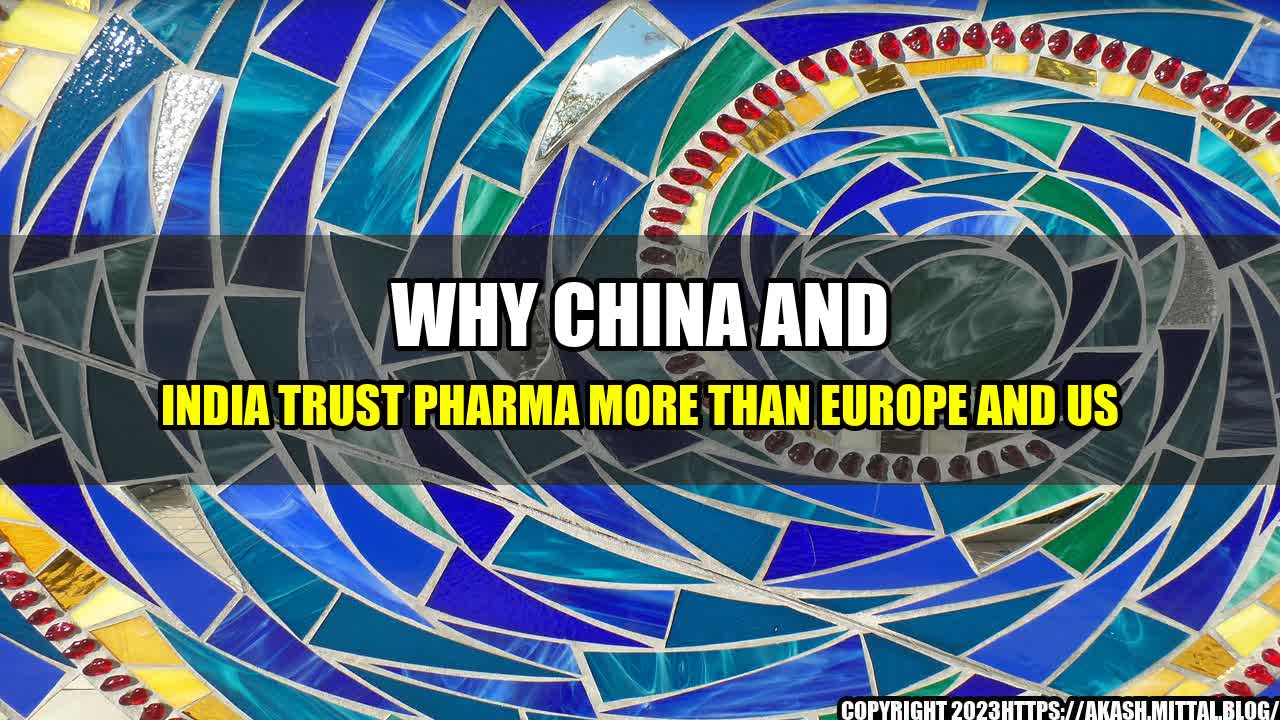 WHY CHINA AND
INDIA TRUST PHARMA MORE THAN EUROPE AND US
COPYRIGHT 2023HTTPS://AKASH.MITTAL.BLOG/